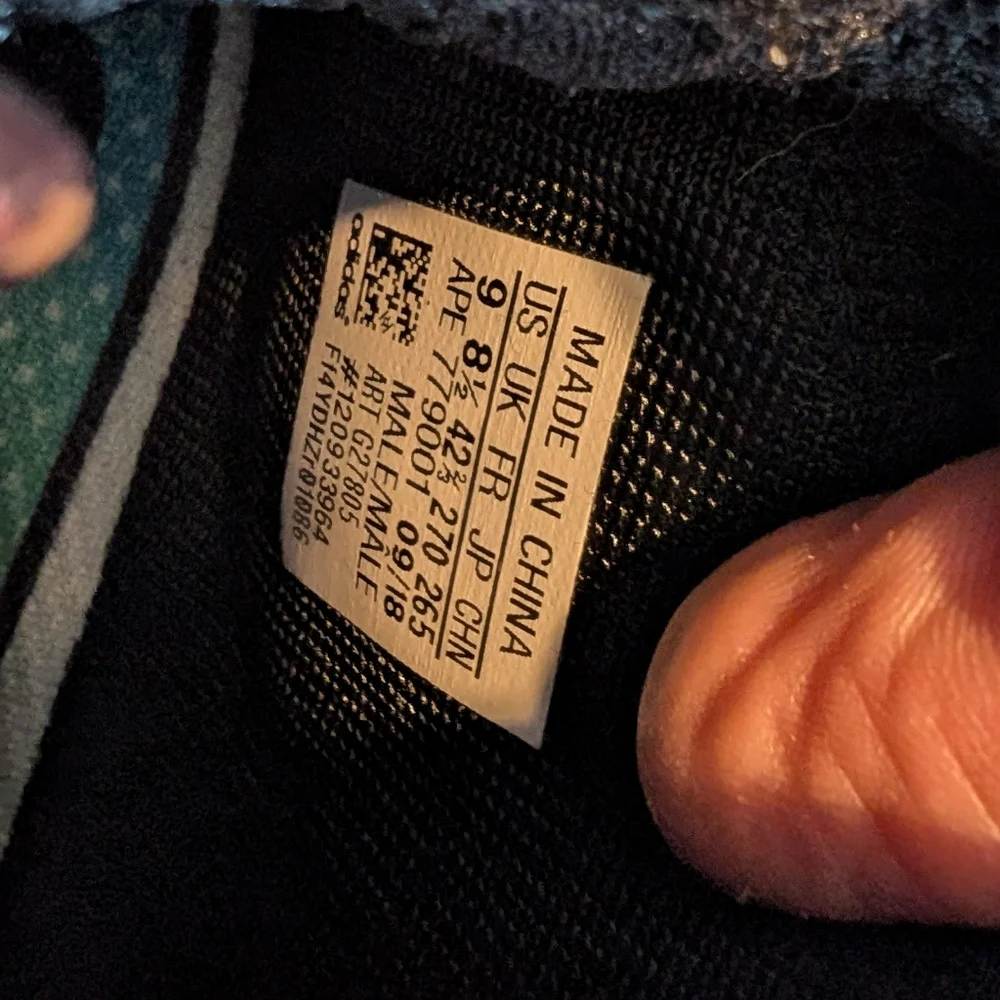 MADE IN CHINA
US UK FR JP CHN
9 8½ 42⅔ 270 265
APE 779001 09/18
MALE/MÂLE
ART G27805
#120933964
F14YDHZT01086
adidas